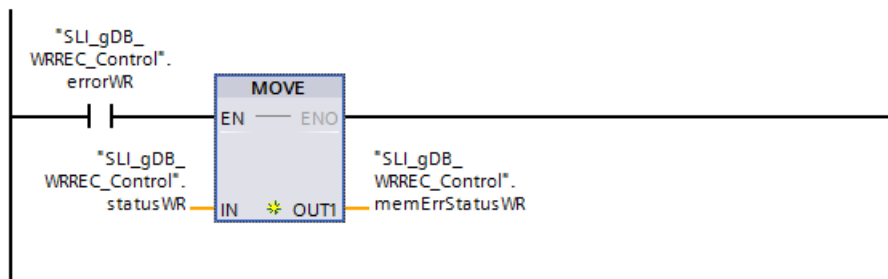 "SLI_gDB_
WRREC_Control".
errorWR
MOVE
EN
ENO
"SLI_gDB_
WRREC_Control".
statusWR
IN
OUT1
"SLI_gDB_
WRREC_Control".
memErrStatusWR